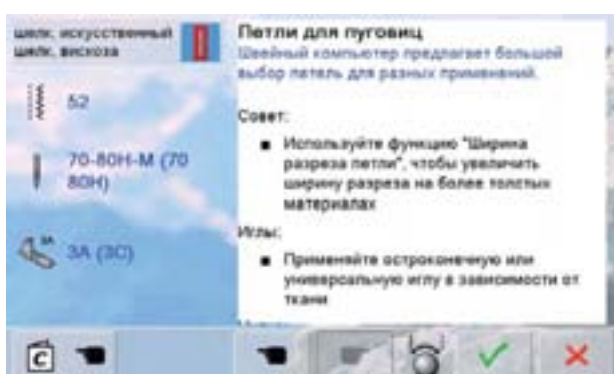 шелк. искусственный
шелк. вискоза
52
70-80H-M (70
80H)
3A
3A (3C)
Петли для пуговиц
Швейный компьютер предлагает большой
выбор петель для разных применений.
Совет:
Используйте функцию "Ширина
разреза петли", чтобы увеличить
ширину разреза на более толстых
материалах
Иглы:
Применяйте остроконечную или
универсальную иглу в зависимости от
ткани
C